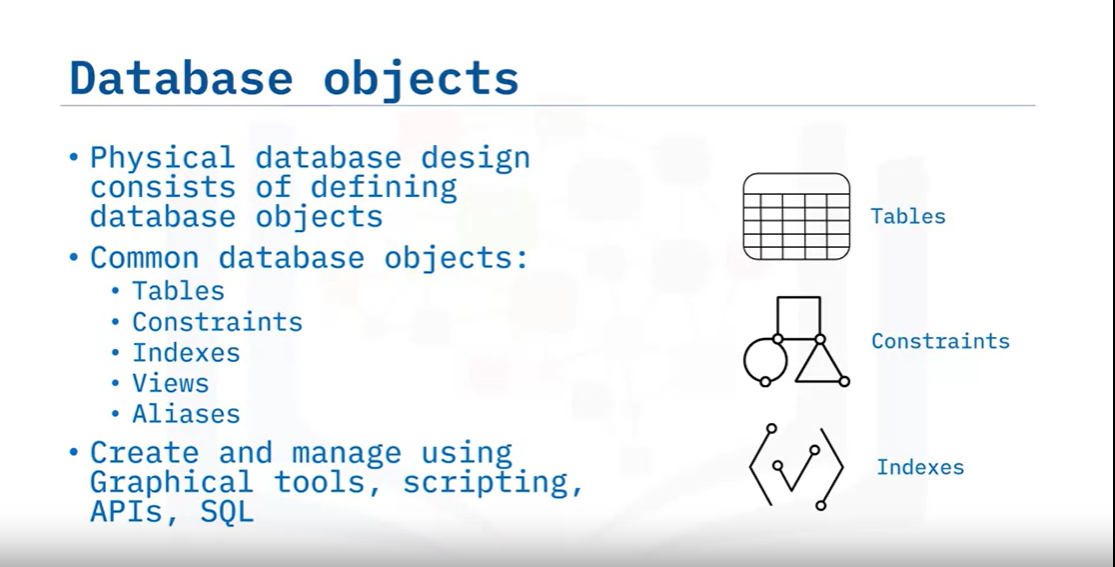 Database objects
• Physical database design
consists of defining
database objects
• Common database objects:
• Tables
• Constraints
• Indexes
• Views
• Aliases
• Create and manage using
Graphical tools, scripting,
APIs, SQL
Tables
Constraints
Indexes